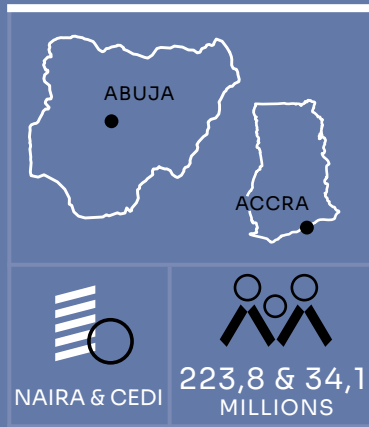 ABUJA
ACCRA
NAIRA & CEDI
223,8 & 34,1
MILLIONS